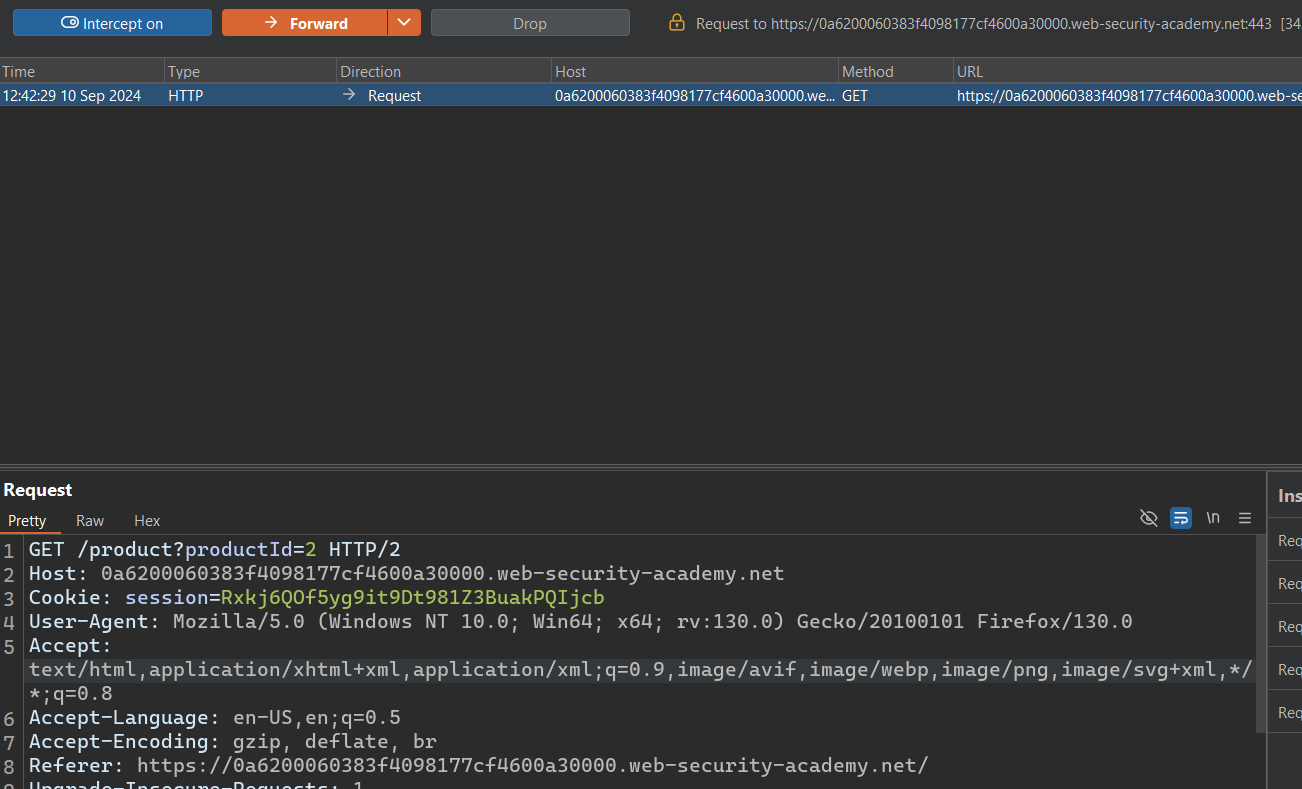 Intercept on Forward Drop Request to https://0a6200060383f4098177cf4600a30000.web-security-academy.net:443 [34
Time Type Direction Host Method URL
12:42:29 10 Sep 2024 HTTP → Request 0a6200060383f4098177cf4600a30000.we... GET https://0a6200060383f4098177cf4600a30000.web-se
Request Ins
Pretty Raw Hex \n
Req
Req
Req
Req
Req
1 GET /product?productId=2 HTTP/2
2 Host: 0a6200060383f4098177cf4600a30000.web-security-academy.net
3 Cookie: session=Rxkj6QOf5yg9it9Dt981Z3BuakPQIjcb
4 User-Agent: Mozilla/5.0 (Windows NT 10.0; Win64; x64; rv:130.0) Gecko/20100101 Firefox/130.0
5 Accept:
text/html,application/xhtml+xml,application/xml;q=0.9,image/avif,image/webp,image/png,image/svg+xml,*/
*;q=0.8
6 Accept-Language: en-US,en;q=0.5
7 Accept-Encoding: gzip, deflate, br
8 Referer: https://0a6200060383f4098177cf4600a30000.web-security-academy.net/
9 Upgrade-Insecure-Requests: 1